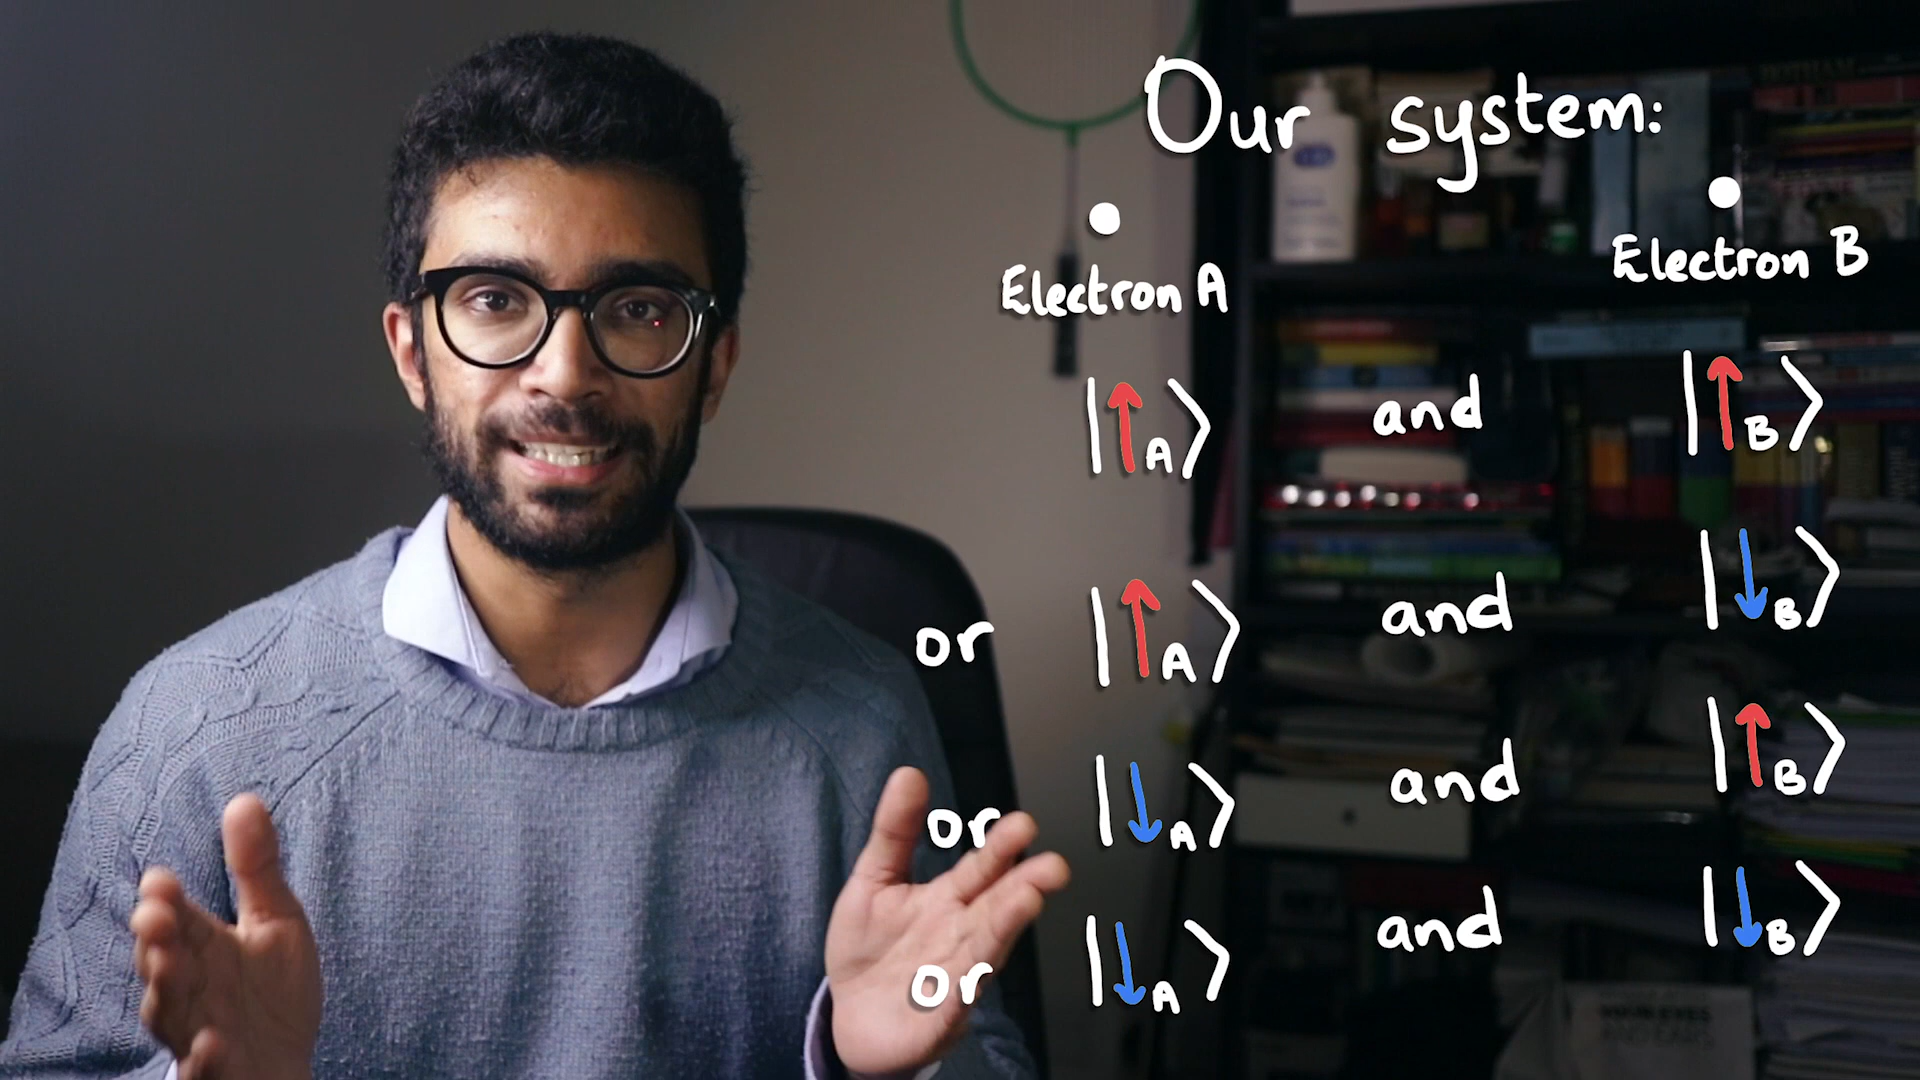 Our system:
Electron A Electron B
|↑A⟩ and |↑B⟩
or |↑A⟩ and |↓B⟩
or |↓A⟩ and |↑B⟩
or |↓A⟩ and |↓B⟩